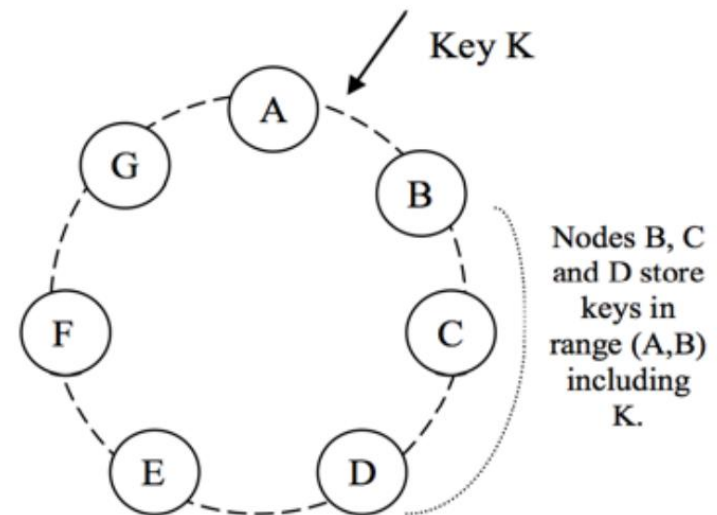 Key K
A
G
B
Nodes B, C
and D store
keys in
range (A,B)
including
K.
F
C
E
D